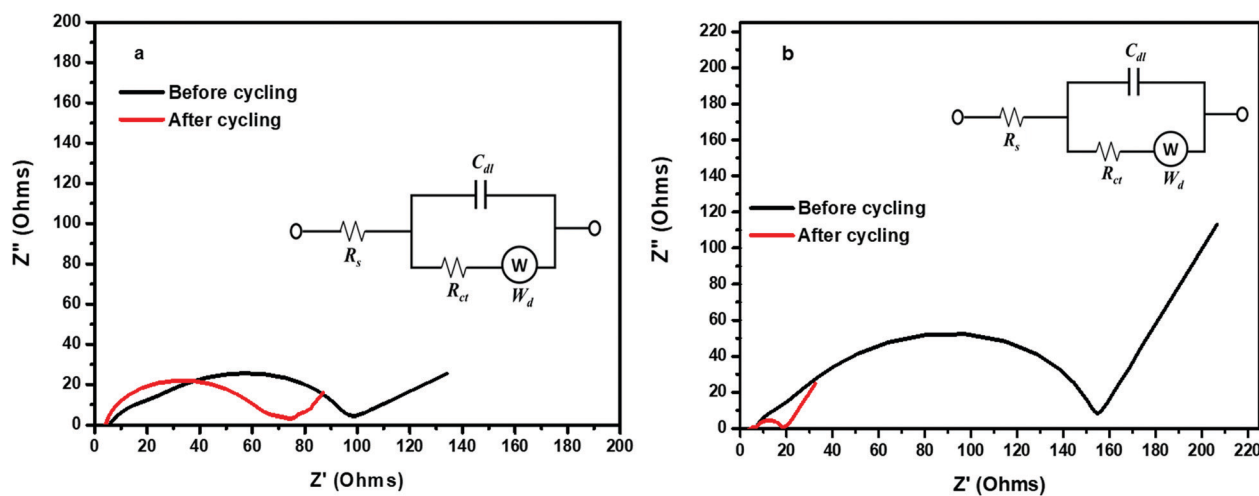 a
Before cycling
After cycling
C_dl
R_s
R_ct
W
W_d
Z'' (Ohms)
200
180
160
140
120
100
80
60
40
20
0
0 20 40 60 80 100 120 140 160 180 200
Z' (Ohms)
b
C_dl
R_s
R_ct
W
W_d
Before cycling
After cycling
Z'' (Ohms)
220
200
180
160
140
120
100
80
60
40
20
0
0 20 40 60 80 100 120 140 160 180 200 220
Z' (Ohms)